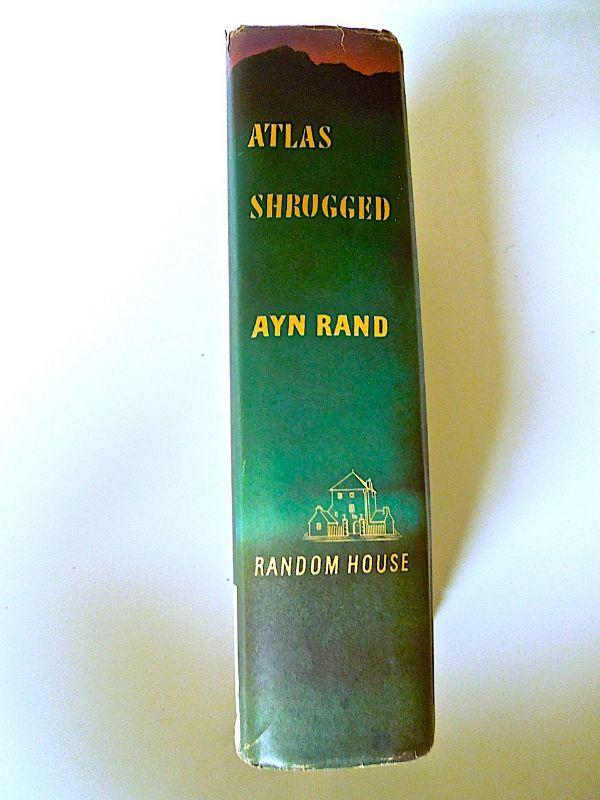 ATLAS
SHRUGGED
AYN RAND
RANDOM HOUSE